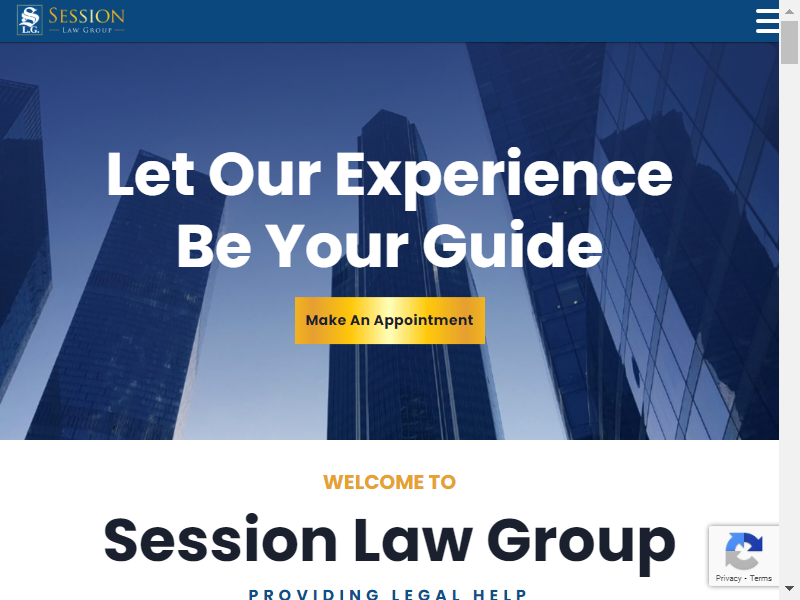 S
L.G.
SESSION
LAW GROUP
Let Our Experience
Be Your Guide
Make An Appointment
WELCOME TO
Session Law Group
PROVIDING LEGAL HELP
Privacy - Terms